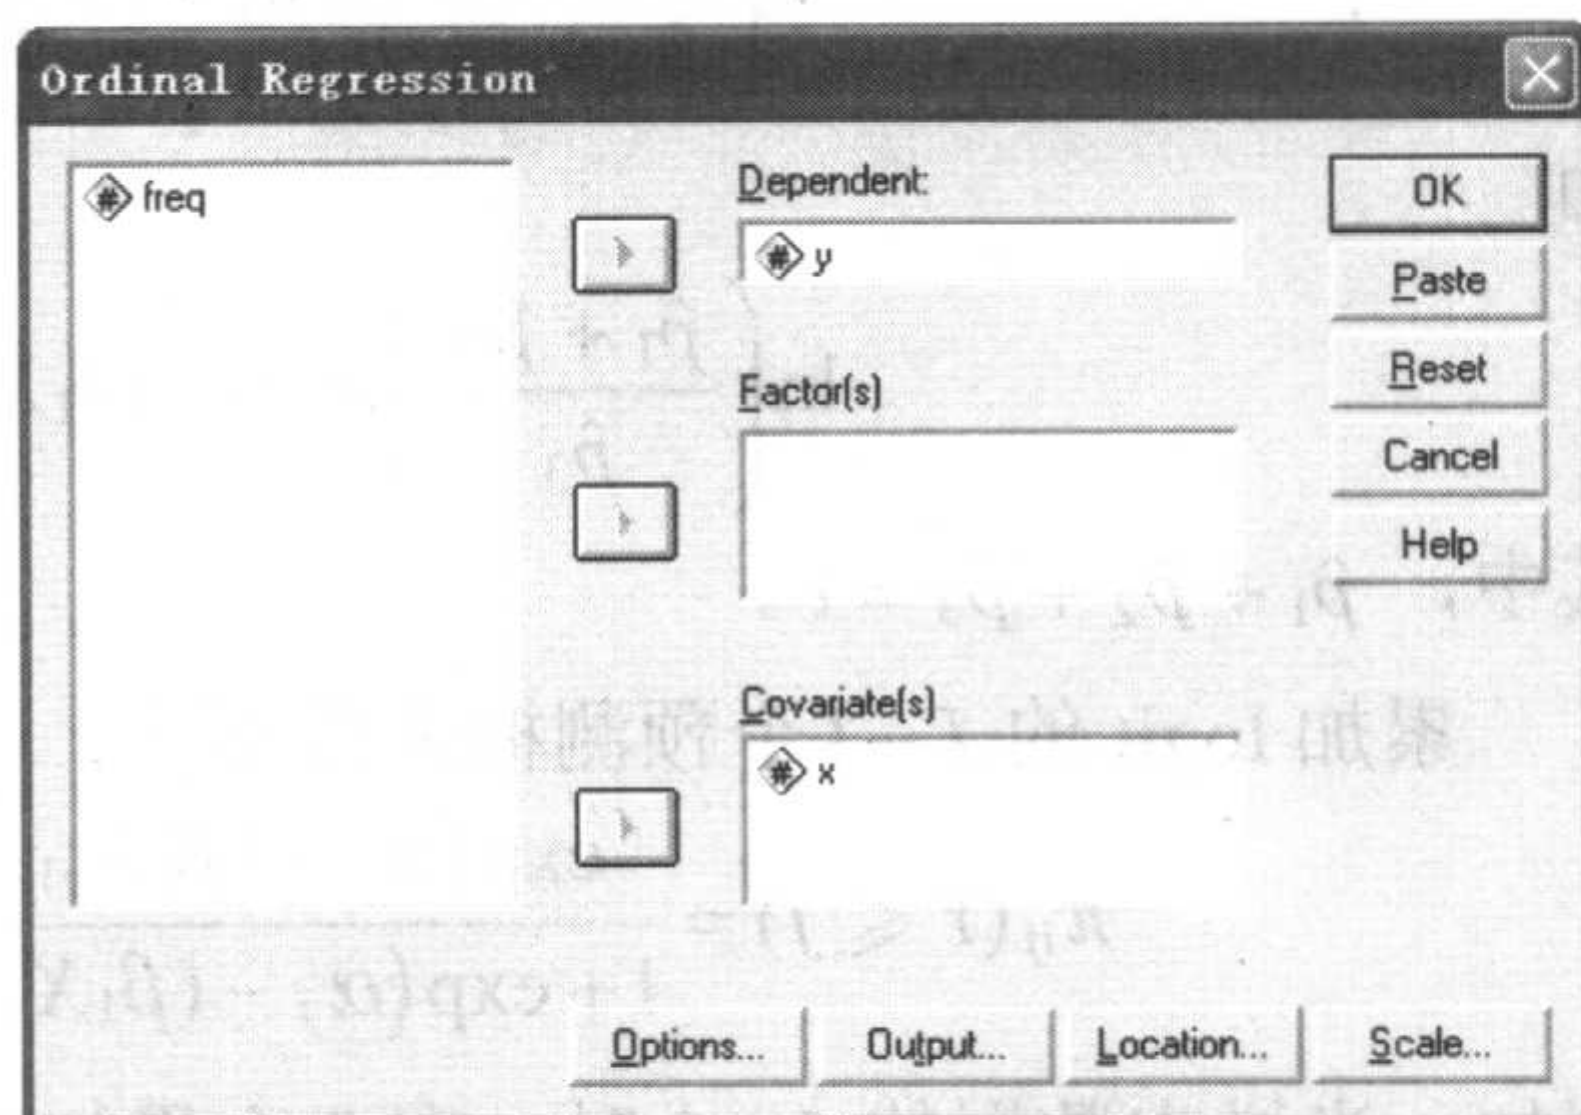 Ordinal Regression
freq
Dependent:
y
Factor(s)
Covariate(s)
x
OK
Paste
Reset
Cancel
Help
Options...
Output...
Location...
Scale...